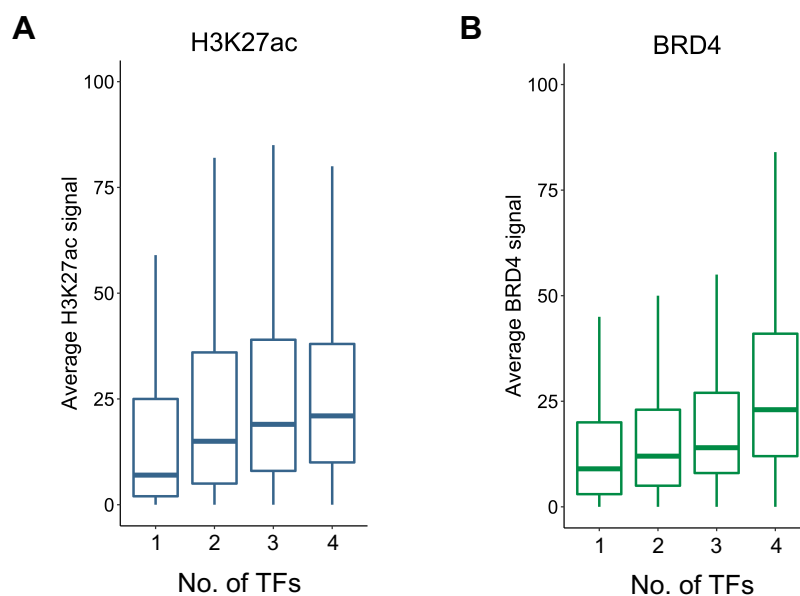 A
H3K27ac
Average H3K27ac signal
100
75
50
25
0
1 2 3 4
No. of TFs
B
BRD4
Average BRD4 signal
100
75
50
25
0
1 2 3 4
No. of TFs